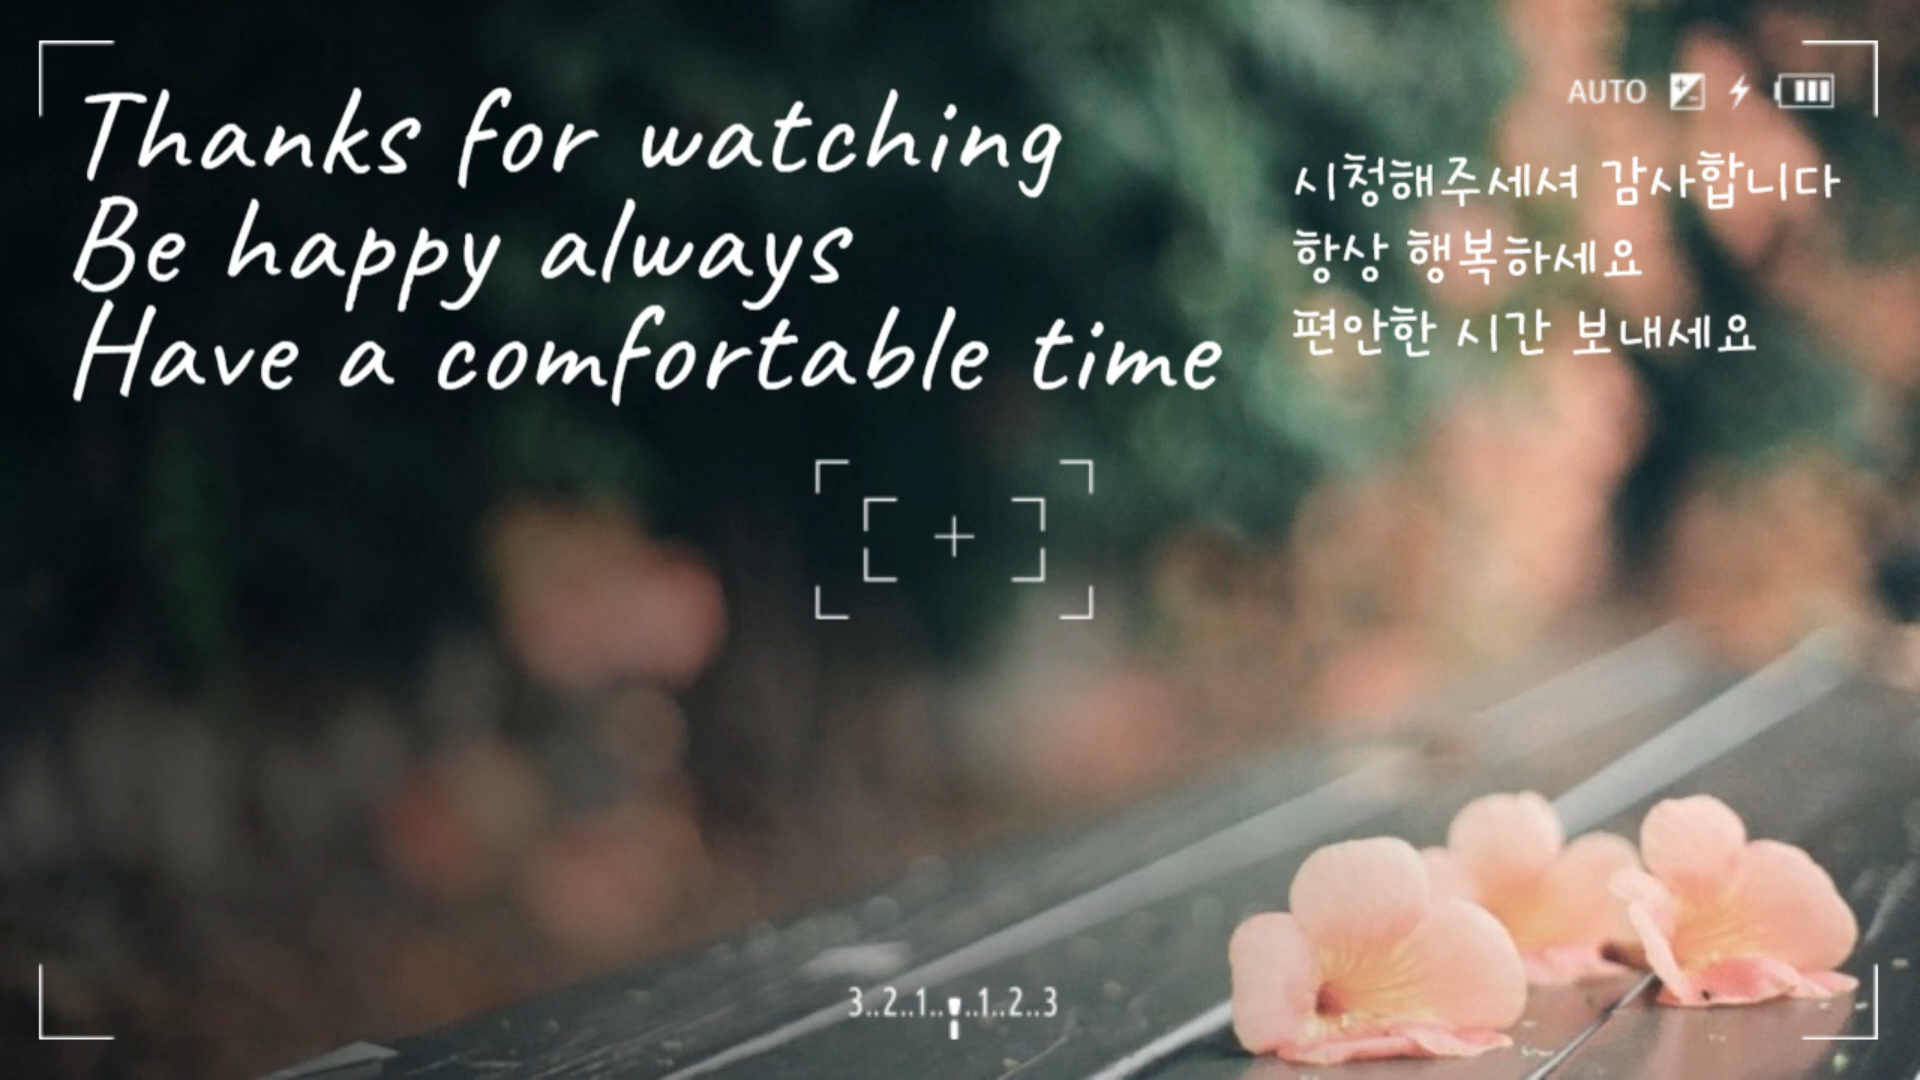 Thanks for watching
Be happy always
Have a comfortable time
AUTO
시청해주세셔 감사합니다
항상 행복하세요
편안한 시간 보내세요
3..2..1....1..2..3